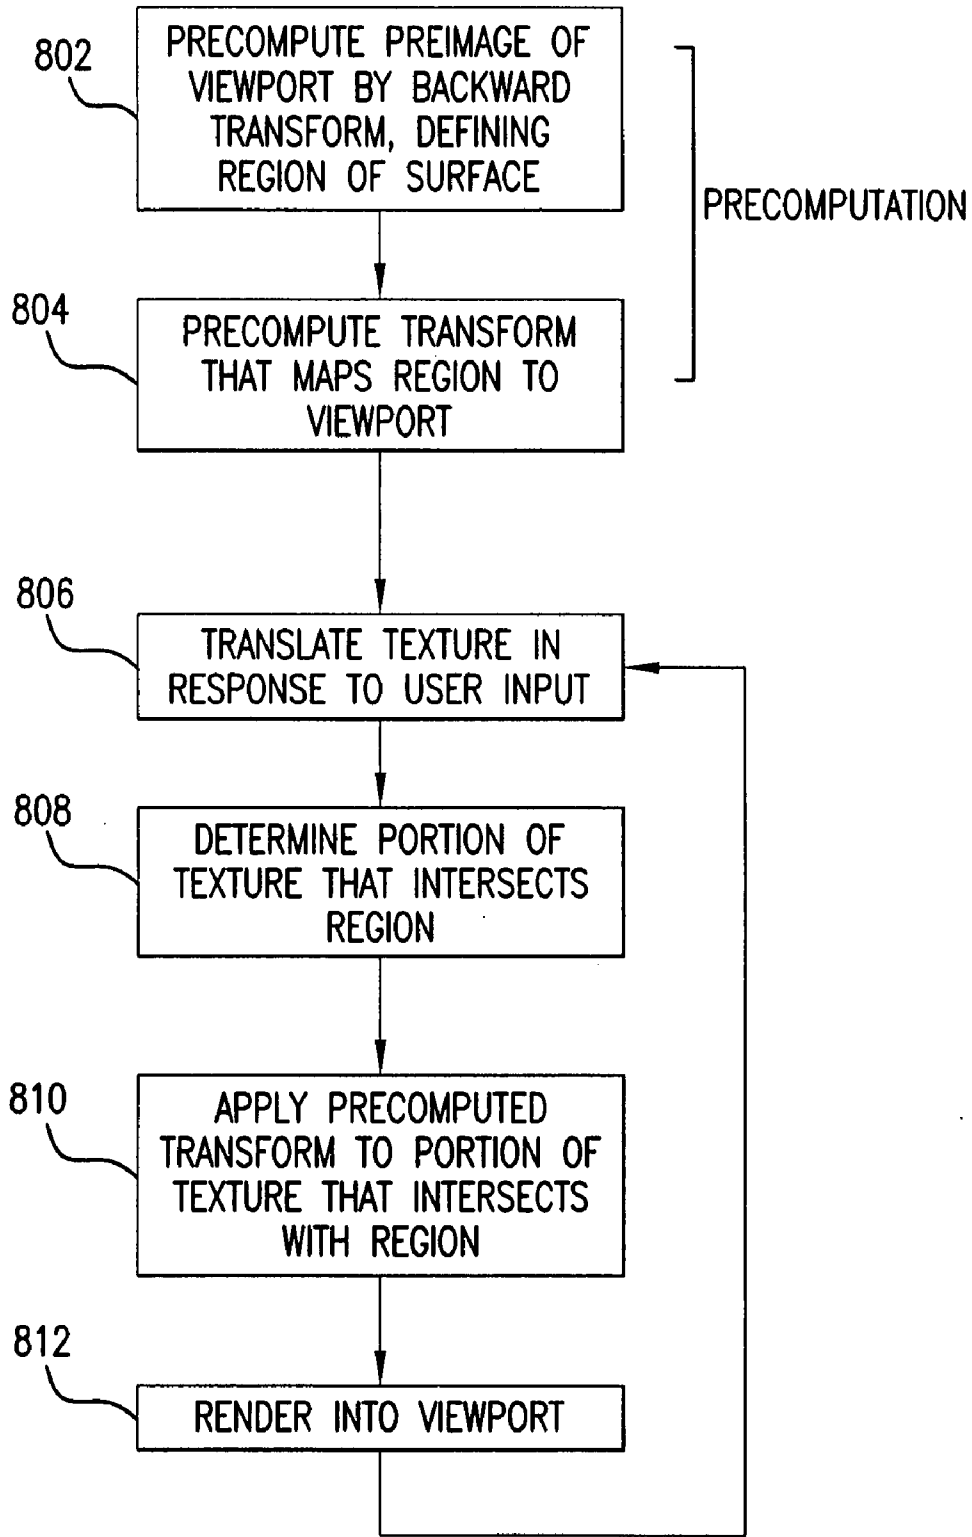 802
PRECOMPUTE PREIMAGE OF
VIEWPORT BY BACKWARD
TRANSFORM, DEFINING
REGION OF SURFACE
PRECOMPUTATION
804
PRECOMPUTE TRANSFORM
THAT MAPS REGION TO
VIEWPORT
806
TRANSLATE TEXTURE IN
RESPONSE TO USER INPUT
808
DETERMINE PORTION OF
TEXTURE THAT INTERSECTS
REGION
810
APPLY PRECOMPUTED
TRANSFORM TO PORTION OF
TEXTURE THAT INTERSECTS
WITH REGION
812
RENDER INTO VIEWPORT